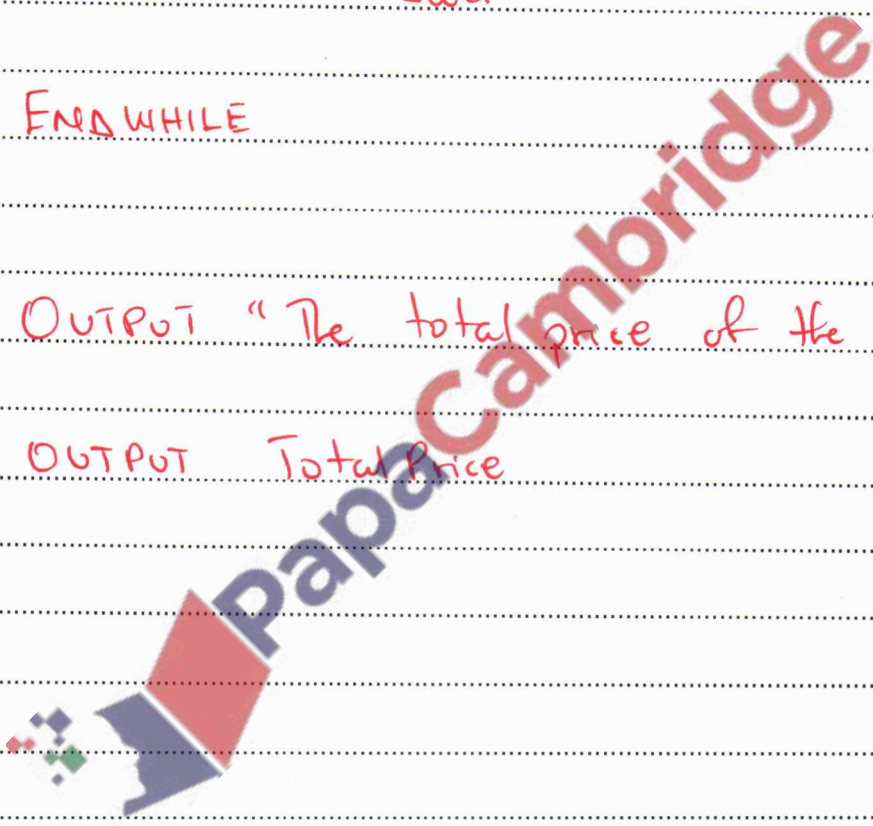 ENDWHILE
OUTPUT " The total price of the
OUTPUT TotalPrice
PapaCambridge